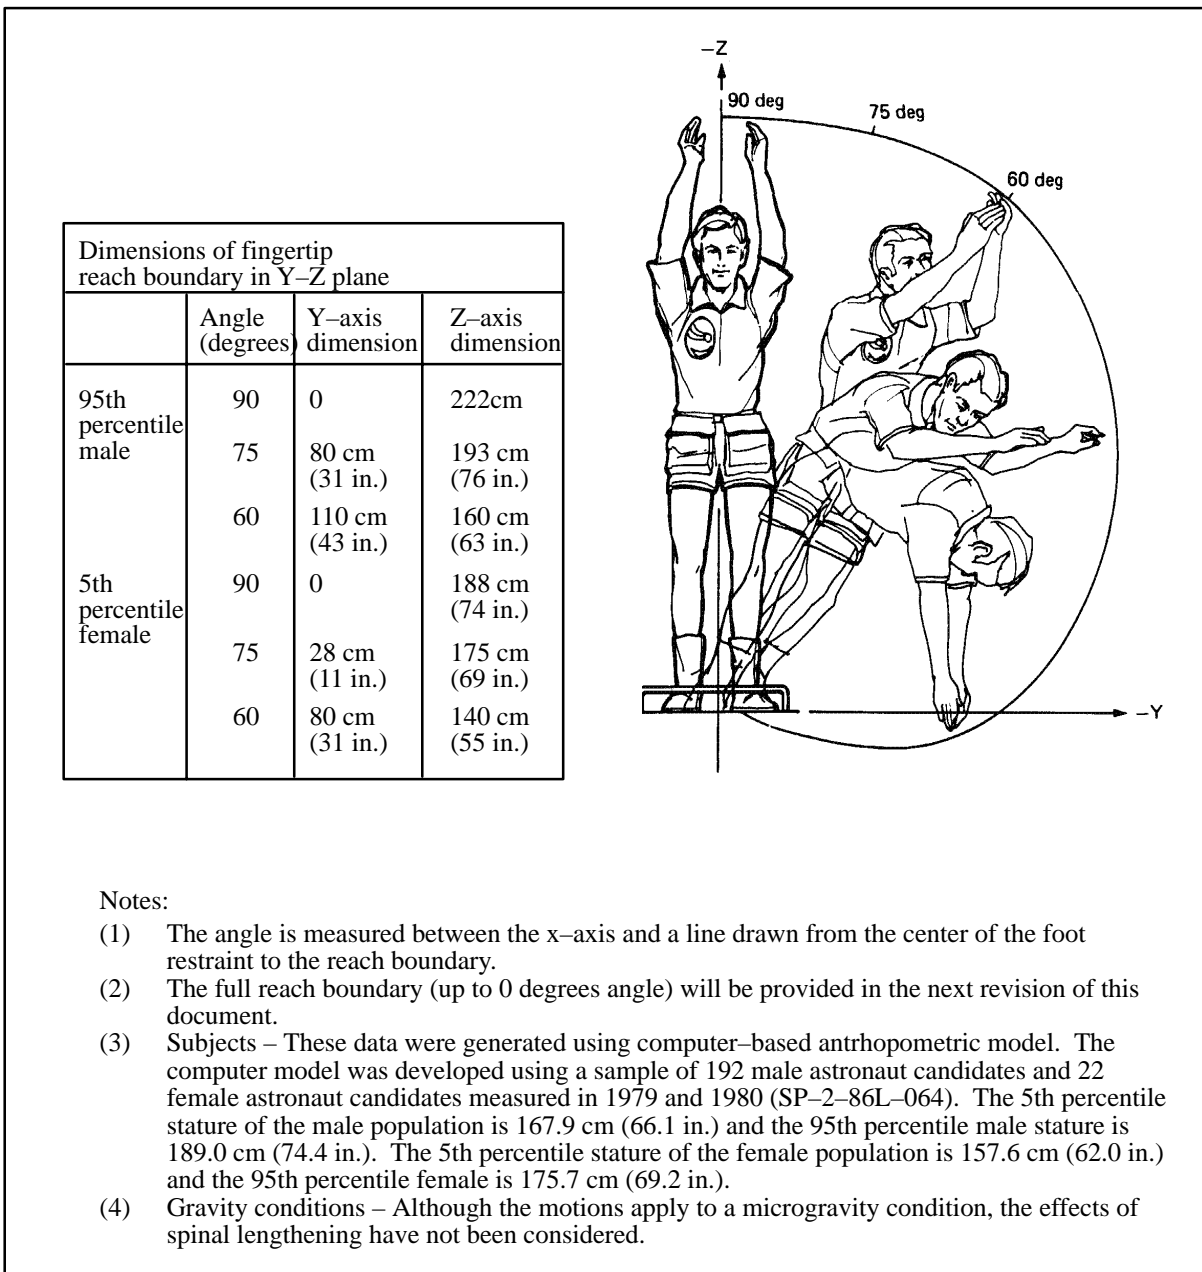 –Z
90 deg
75 deg
60 deg
–Y
Dimensions of fingertip
reach boundary in Y–Z plane
Angle Y–axis Z–axis
(degrees) dimension dimension
95th 90 0 222cm
percentile
male 75 80 cm 193 cm
(31 in.) (76 in.)
60 110 cm 160 cm
(43 in.) (63 in.)
5th 90 0 188 cm
percentile (74 in.)
female
75 28 cm 175 cm
(11 in.) (69 in.)
60 80 cm 140 cm
(31 in.) (55 in.)
Notes:
(1) The angle is measured between the x–axis and a line drawn from the center of the foot
restraint to the reach boundary.
(2) The full reach boundary (up to 0 degrees angle) will be provided in the next revision of this
document.
(3) Subjects – These data were generated using computer–based antrhopometric model. The
computer model was developed using a sample of 192 male astronaut candidates and 22
female astronaut candidates measured in 1979 and 1980 (SP–2–86L–064). The 5th percentile
stature of the male population is 167.9 cm (66.1 in.) and the 95th percentile male stature is
189.0 cm (74.4 in.). The 5th percentile stature of the female population is 157.6 cm (62.0 in.)
and the 95th percentile female is 175.7 cm (69.2 in.).
(4) Gravity conditions – Although the motions apply to a microgravity condition, the effects of
spinal lengthening have not been considered.